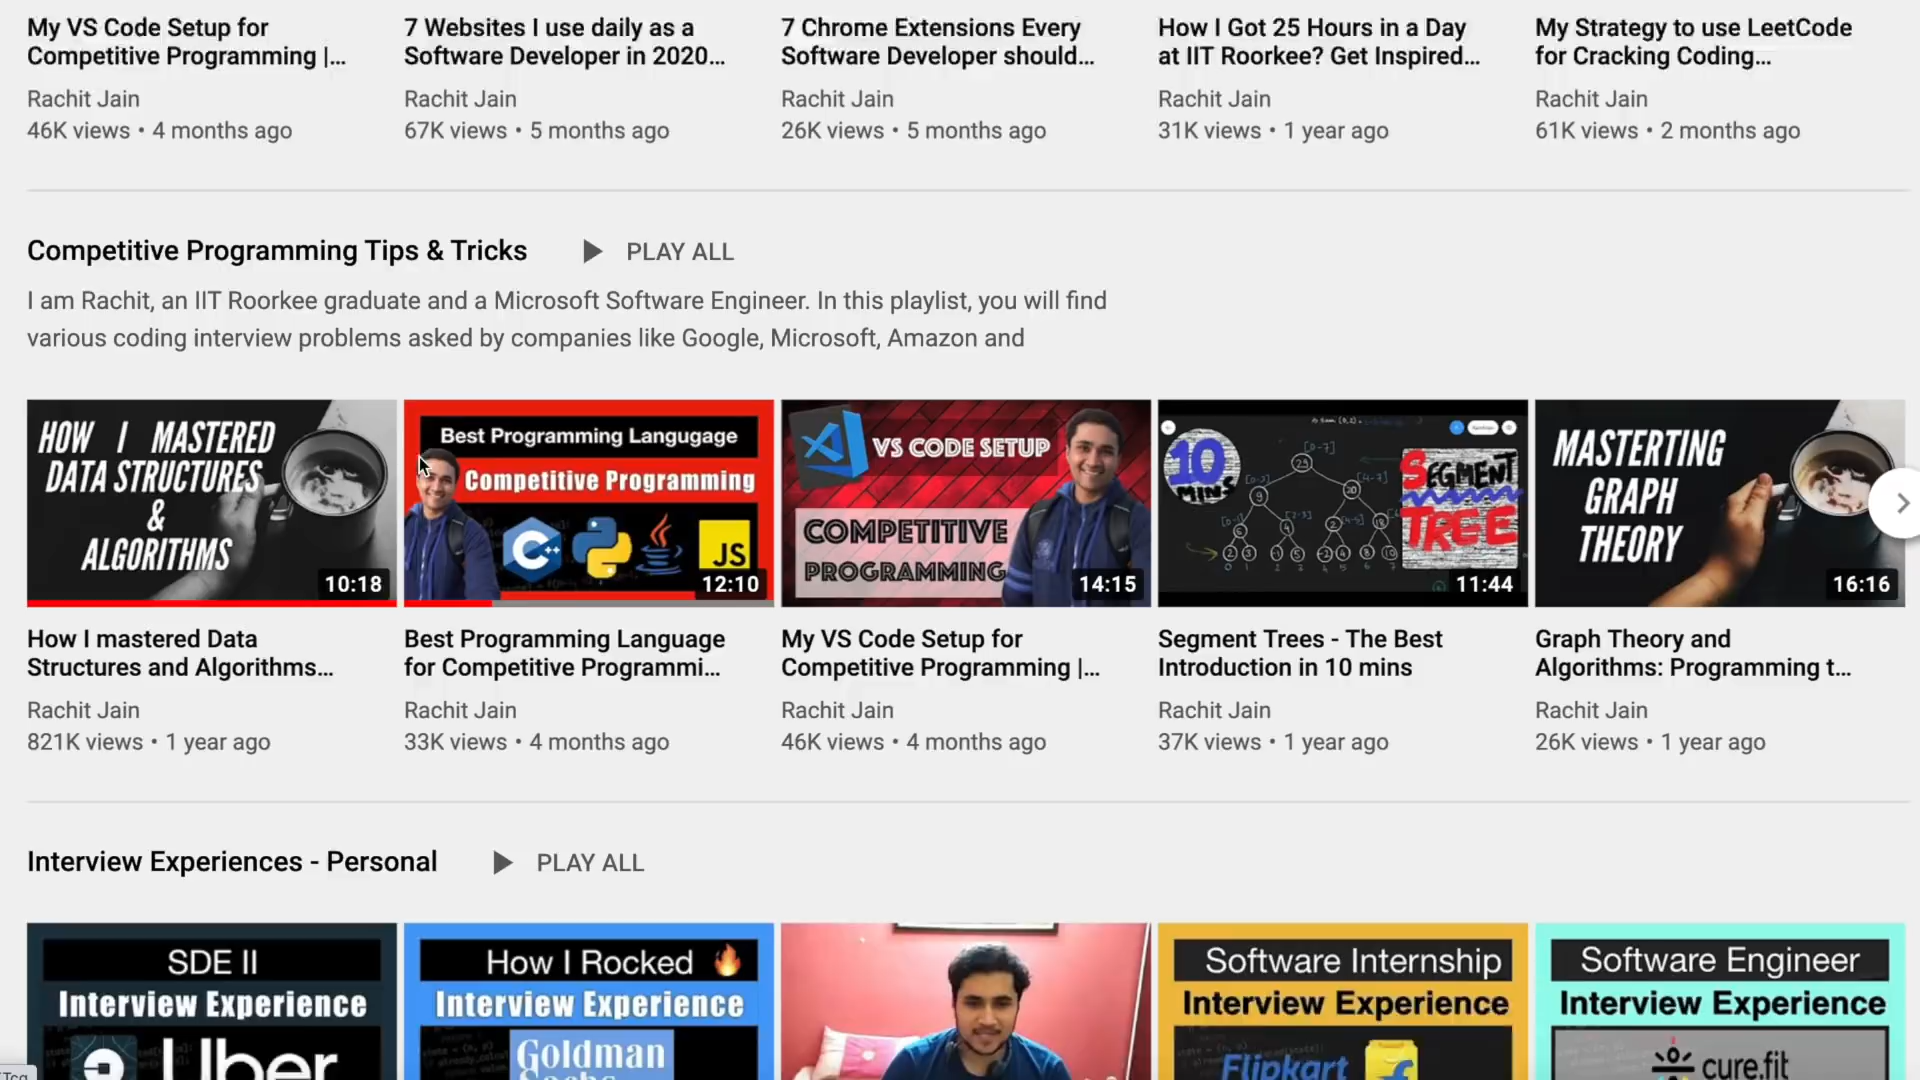 My VS Code Setup for
Competitive Programming |...
Rachit Jain
46K views • 4 months ago
7 Websites I use daily as a
Software Developer in 2020...
Rachit Jain
67K views • 5 months ago
7 Chrome Extensions Every
Software Developer should...
Rachit Jain
26K views • 5 months ago
How I Got 25 Hours in a Day
at IIT Roorkee? Get Inspired...
Rachit Jain
31K views • 1 year ago
My Strategy to use LeetCode
for Cracking Coding...
Rachit Jain
61K views • 2 months ago
Competitive Programming Tips & Tricks
PLAY ALL
I am Rachit, an IIT Roorkee graduate and a Microsoft Software Engineer. In this playlist, you will find
various coding interview problems asked by companies like Google, Microsoft, Amazon and
HOW I MASTERED
DATA STRUCTURES
&
ALGORITHMS
10:18
How I mastered Data
Structures and Algorithms...
Rachit Jain
821K views • 1 year ago
Best Programming Langugage
Competitive Programming
C++
JS
12:10
Best Programming Language
for Competitive Programmi...
Rachit Jain
33K views • 4 months ago
VS CODE SETUP
COMPETITIVE
PROGRAMMING
14:15
My VS Code Setup for
Competitive Programming |...
Rachit Jain
46K views • 4 months ago
10
MINS
SEGMENT
TREE
11:44
Segment Trees - The Best
Introduction in 10 mins
Rachit Jain
37K views • 1 year ago
MASTERTING
GRAPH
THEORY
16:16
Graph Theory and
Algorithms: Programming t...
Rachit Jain
26K views • 1 year ago
Interview Experiences - Personal
PLAY ALL
SDE II
Interview Experience
Uber
How I Rocked
Interview Experience
Goldman
Sachs
Software Internship
Interview Experience
Flipkart
Software Engineer
Interview Experience
cure.fit